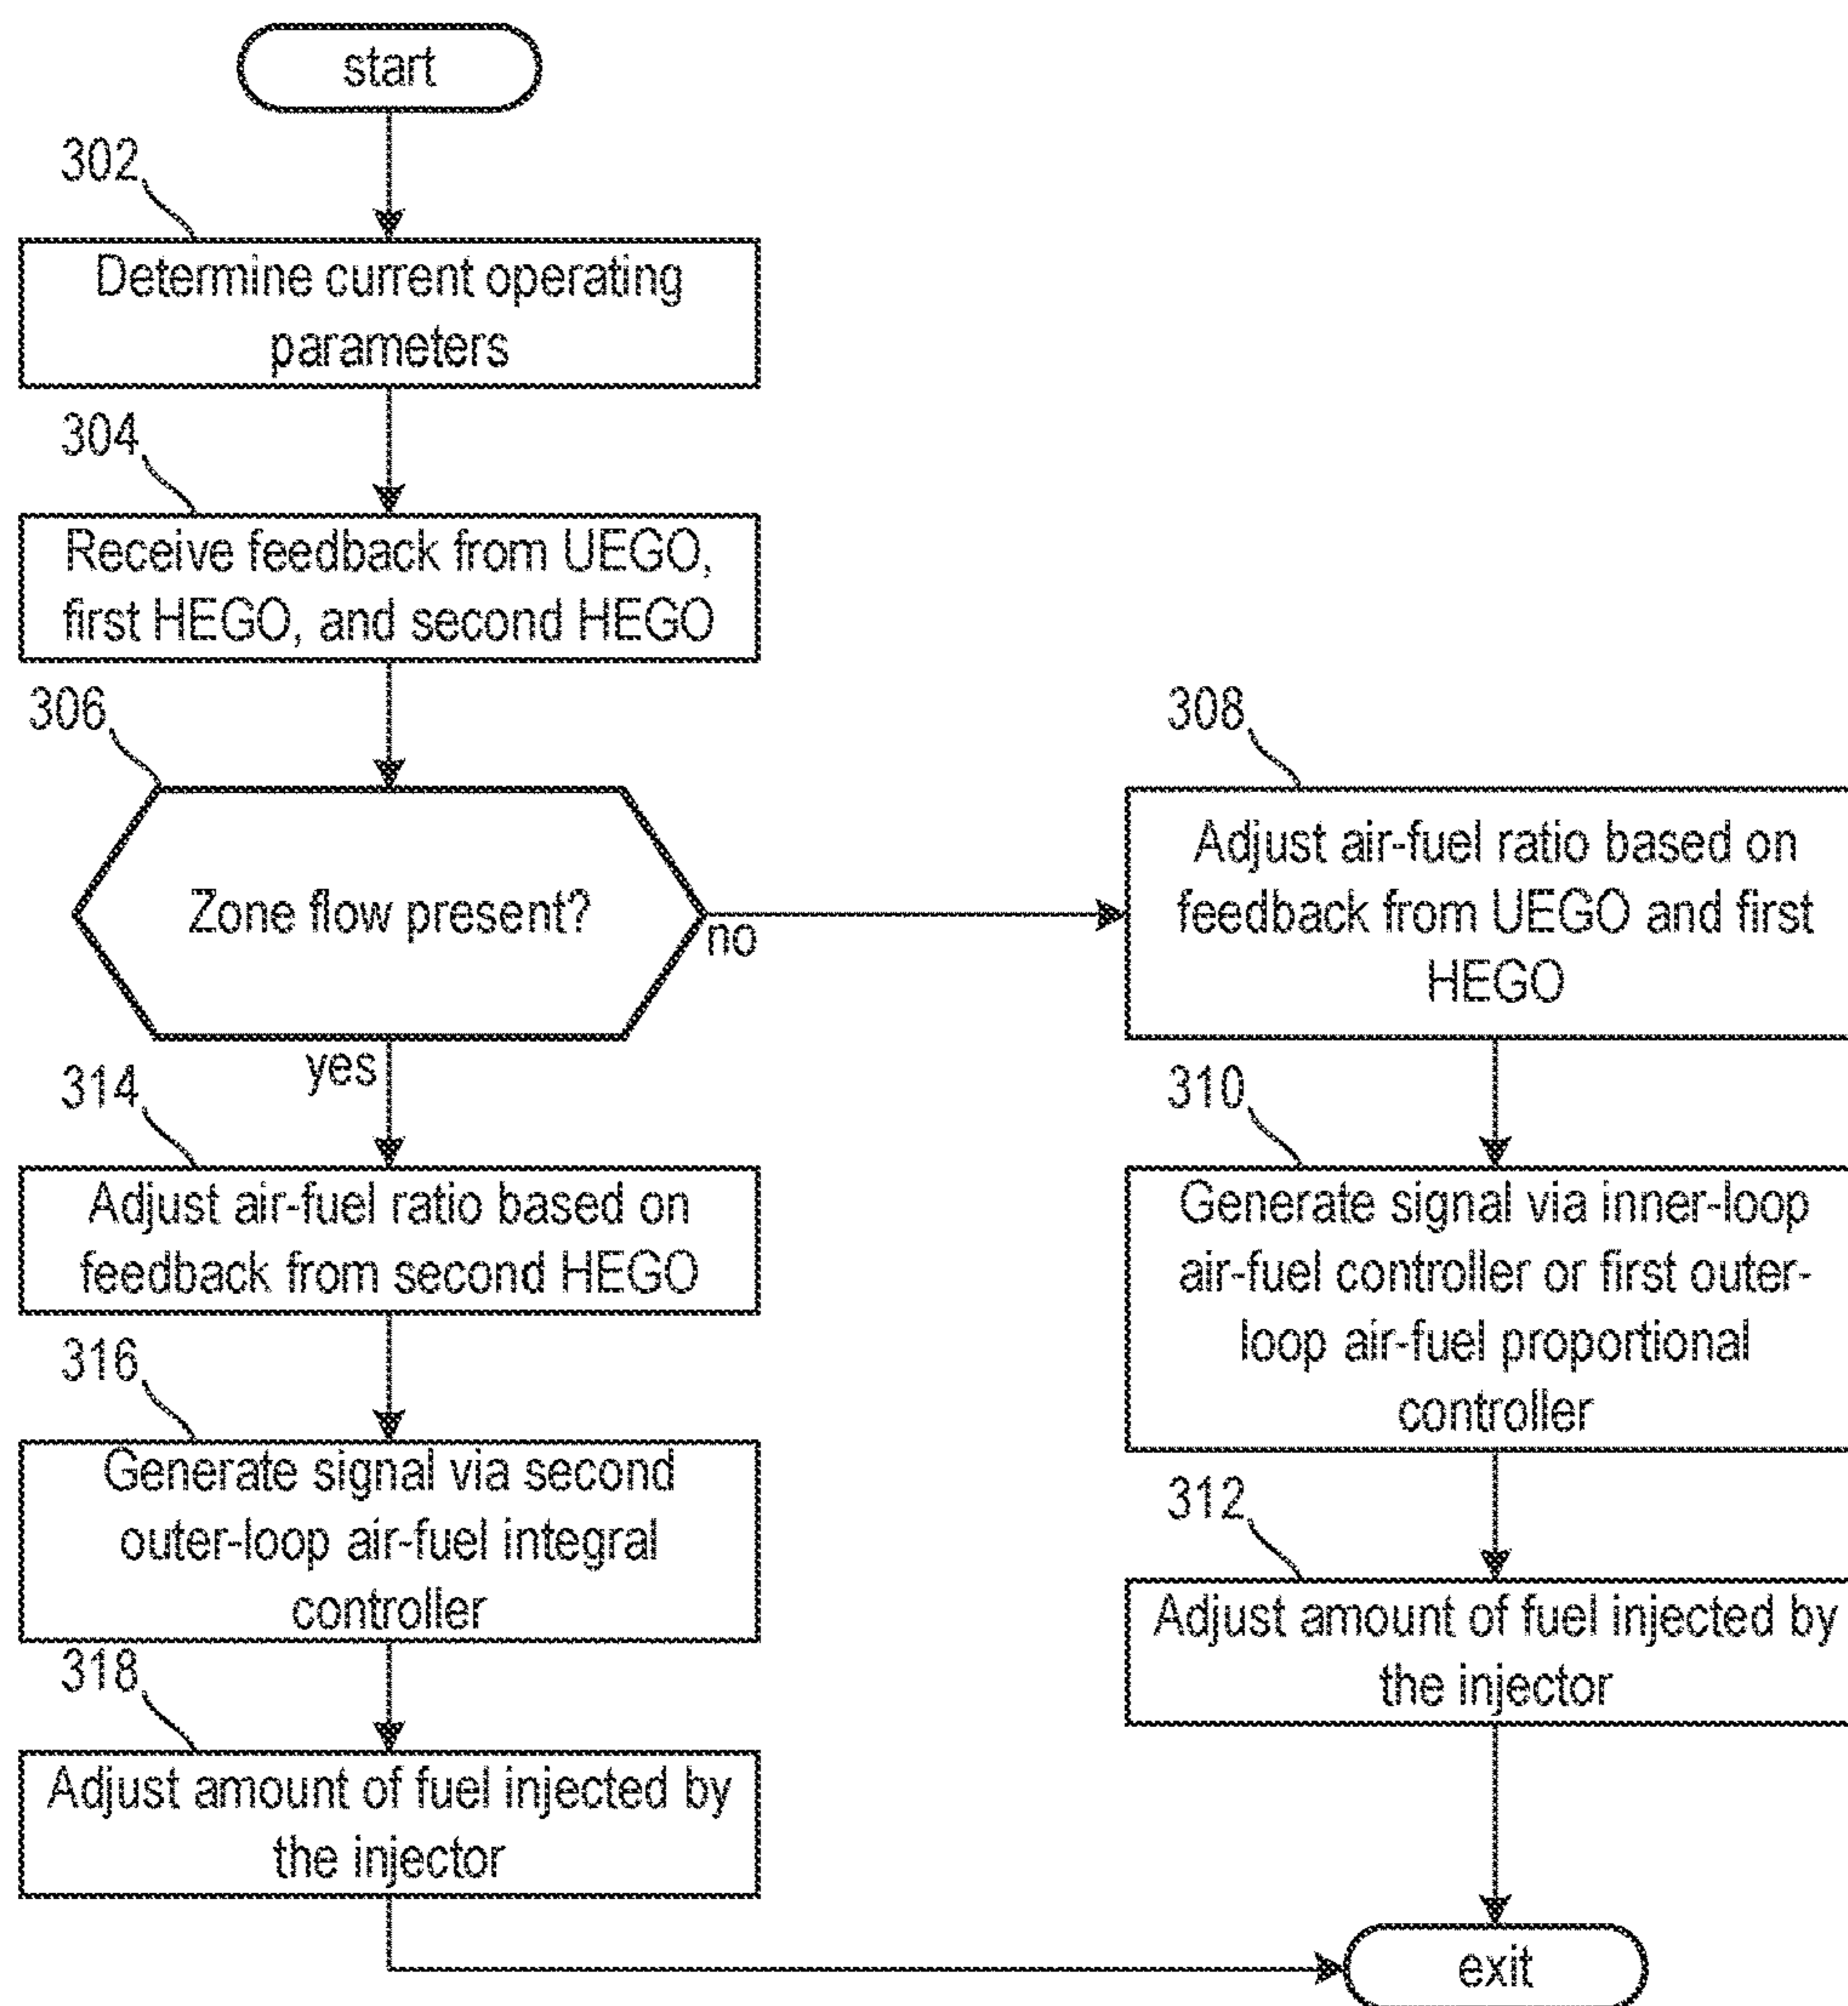 start
302
Determine current operating
parameters
304
Receive feedback from UEGO,
first HEGO, and second HEGO
306
Zone flow present?
no
yes
308
Adjust air-fuel ratio based on
feedback from UEGO and first
HEGO
310
Generate signal via inner-loop
air-fuel controller or first outer-
loop air-fuel proportional
controller
312
Adjust amount of fuel injected by
the injector
314
Adjust air-fuel ratio based on
feedback from second HEGO
316
Generate signal via second
outer-loop air-fuel integral
controller
318
Adjust amount of fuel injected by
the injector
exit